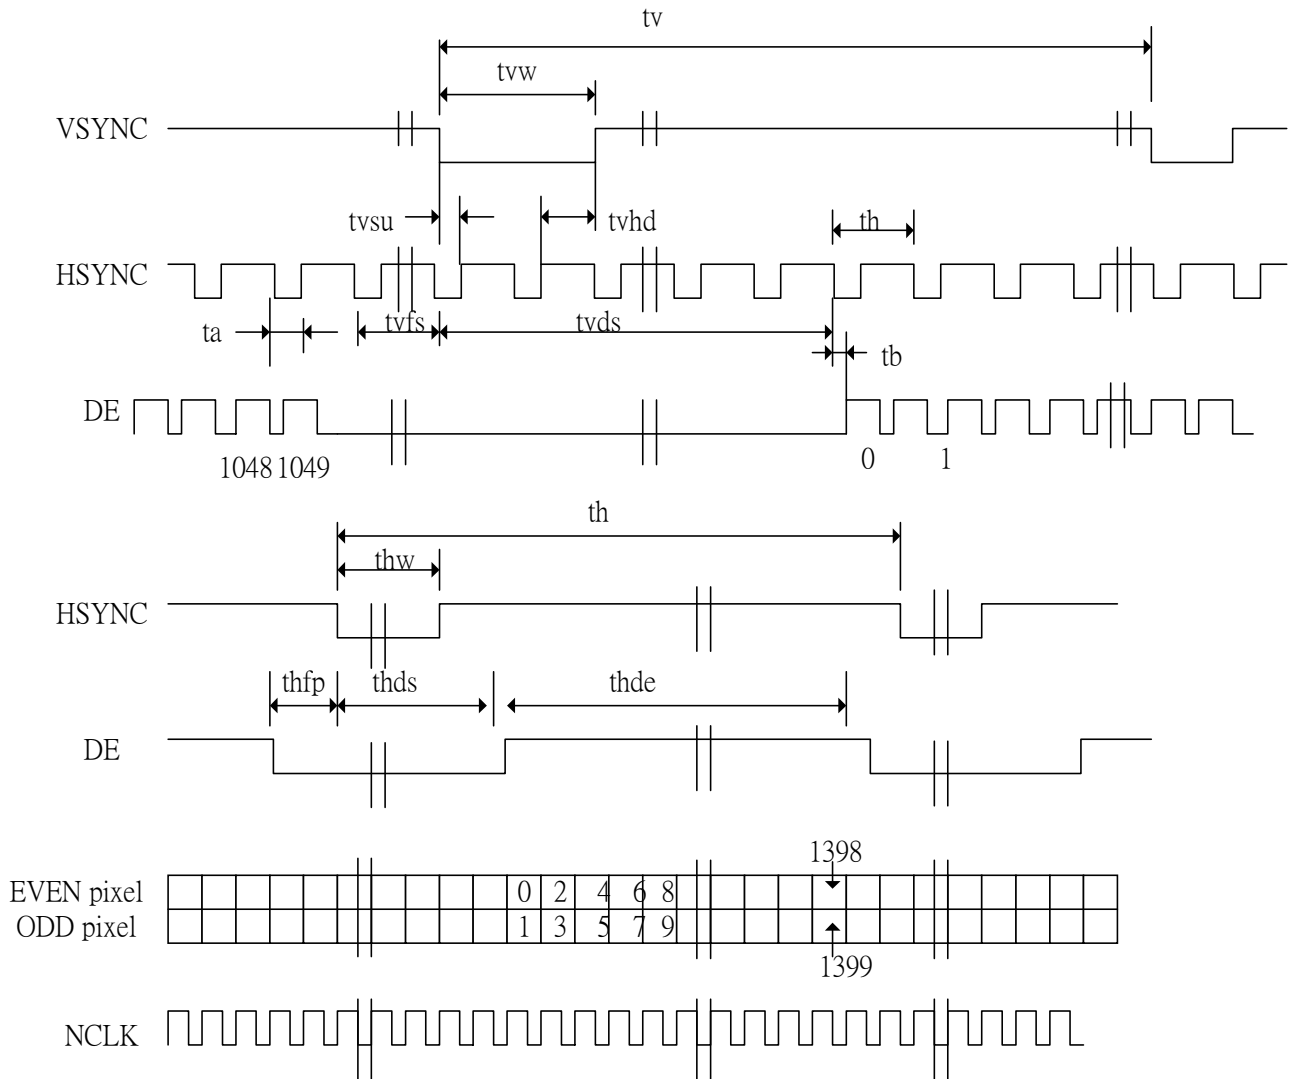 tv
tvw
VSYNC
tvsu
tvhd
th
HSYNC
ta
tvfs
tvds
tb
DE
1048 1049
0 1
th
thw
HSYNC
thfp thds thde
DE
1398
EVEN pixel 0 2 4 6 8
ODD pixel 1 3 5 7 9
1399
NCLK